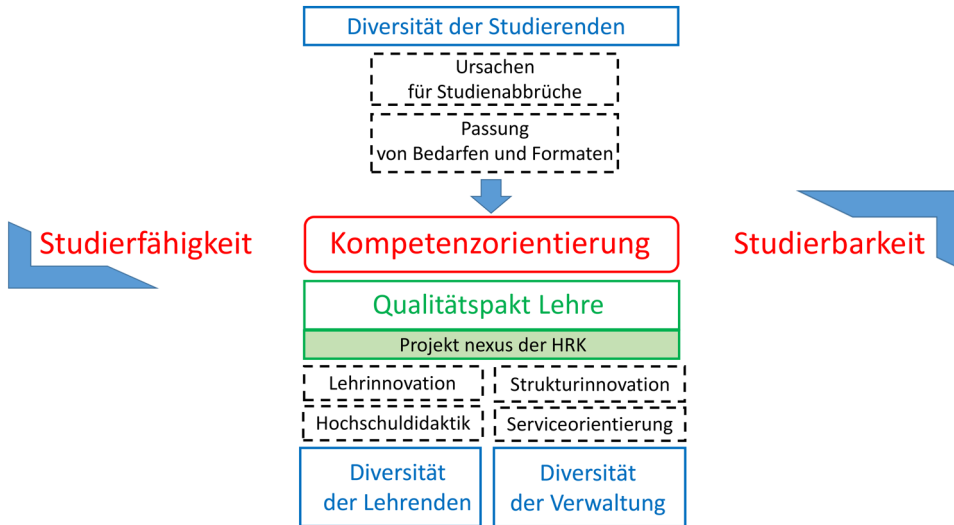 Diversität der Studierenden
Ursachen
für Studienabbrüche
Passung
von Bedarfen und Formaten
Studierfähigkeit
Kompetenzorientierung
Studierbarkeit
Qualitätspakt Lehre
Projekt nexus der HRK
Lehrinnovation
Strukturinnovation
Hochschuldidaktik
Serviceorientierung
Diversität
der Lehrenden
Diversität
der Verwaltung